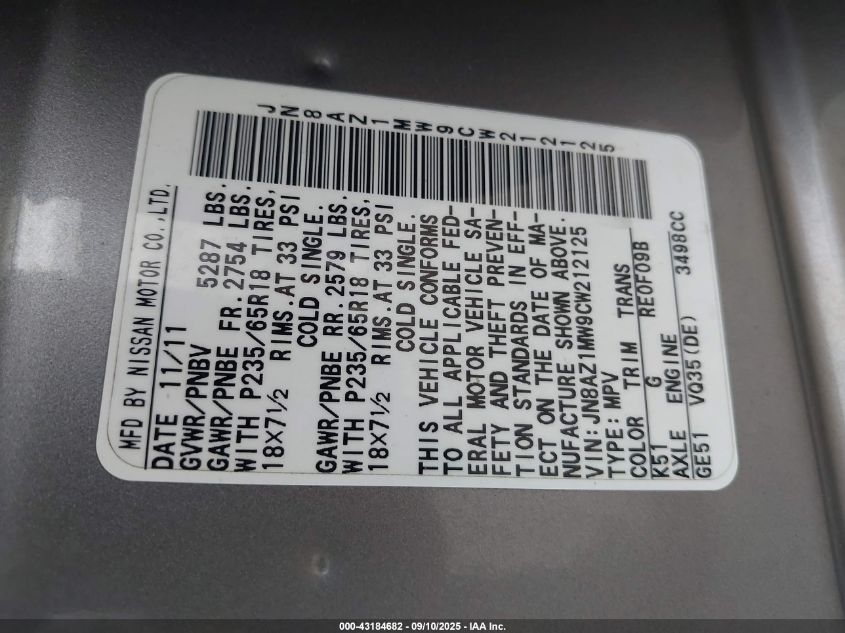 JN8AZ1MW9CW212125
MFD BY NISSAN MOTOR CO.,LTD.
DATE 11/11
GVWR/PNBV 5287 LBS.
GAWR/PNBE FR.2754 LBS.
WITH P235/65R18 TIRES,
18X7½ RIMS.AT 33 PSI
COLD SINGLE.
GAWR/PNBE RR.2579 LBS.
WITH P235/65R18 TIRES,
18X7½ RIMS.AT 33 PSI
COLD SINGLE.
THIS VEHICLE CONFORMS
TO ALL APPLICABLE FED-
ERAL MOTOR VEHICLE SA-
FETY AND THEFT PREVEN-
TION STANDARDS IN EFF-
ECT ON THE DATE OF MA-
NUFACTURE SHOWN ABOVE.
VIN:JN8AZ1MW9CW212125
TYPE:MPV
COLOR TRIM TRANS
K51 G RE0F09B
AXLE ENGINE
GE51 VQ35(DE) 3498CC
000-43184682 - 09/10/2025 - IAA Inc.